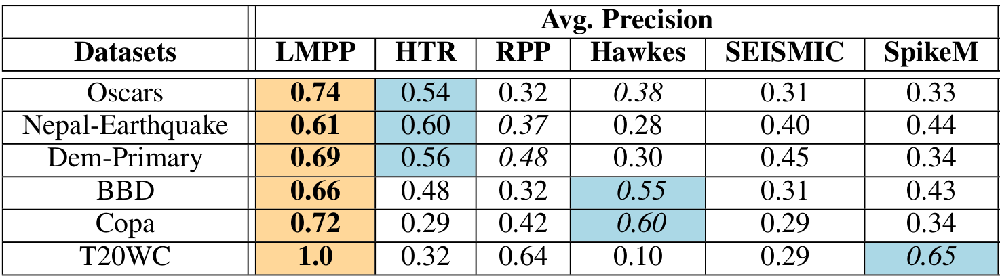 Avg. Precision
Datasets LMPP HTR RPP Hawkes SEISMIC SpikeM
Oscars 0.74 0.54 0.32 0.38 0.31 0.33
Nepal-Earthquake 0.61 0.60 0.37 0.28 0.40 0.44
Dem-Primary 0.69 0.56 0.48 0.30 0.45 0.34
BBD 0.66 0.48 0.32 0.55 0.31 0.43
Copa 0.72 0.29 0.42 0.60 0.29 0.34
T20WC 1.0 0.32 0.64 0.10 0.29 0.65